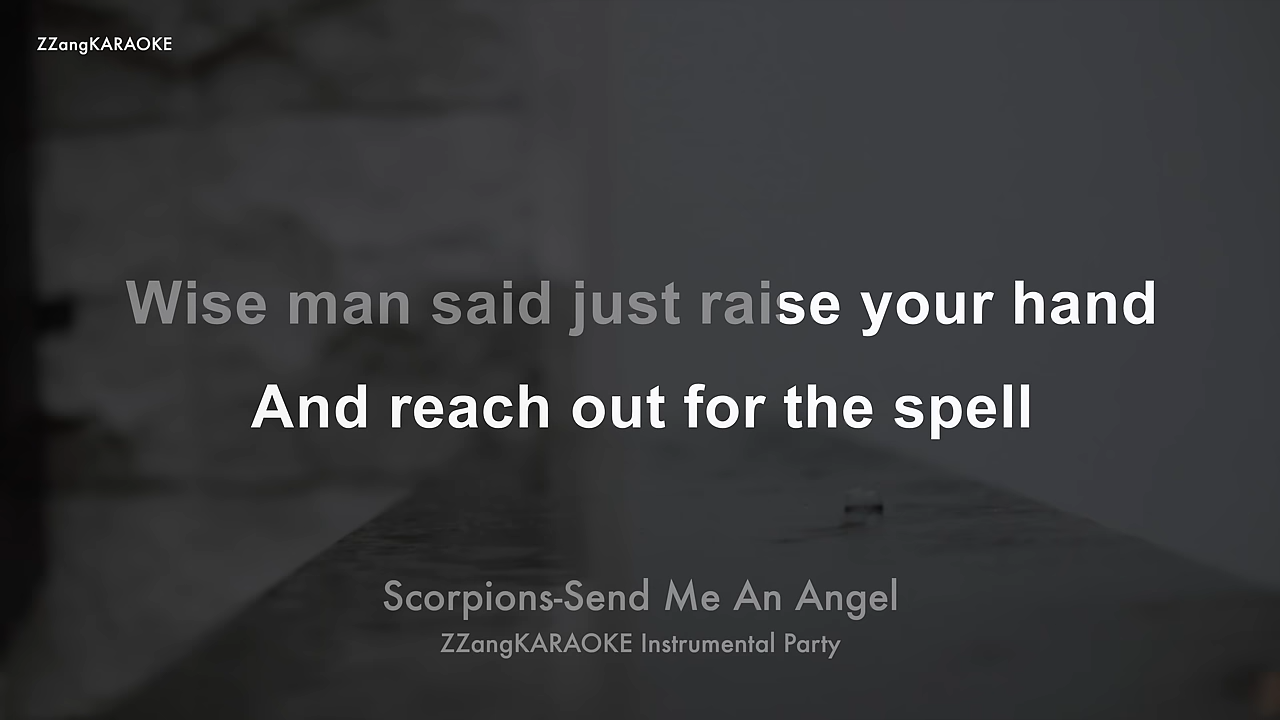 ZZangKARAOKE
Wise man said just raise your hand
And reach out for the spell
Scorpions-Send Me An Angel
ZZangKARAOKE Instrumental Party